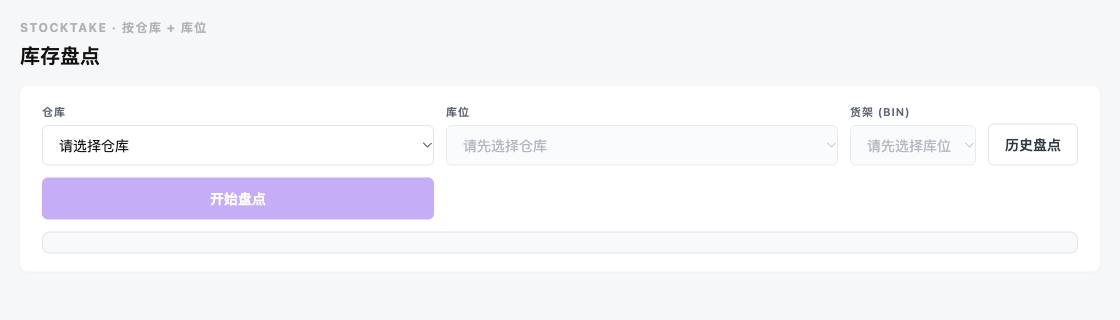 STOCKTAKE · 按仓库 + 库位
库存盘点
仓库
库位
货架 (BIN)
请选择仓库
请先选择仓库
请先选择库位
历史盘点
开始盘点